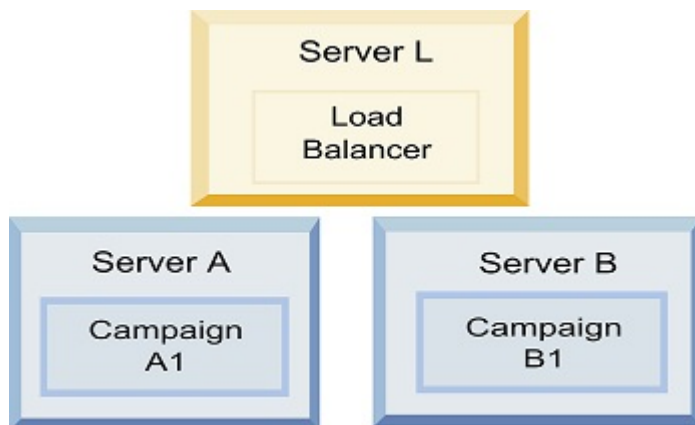 Server L
Load
Balancer
Server A
Campaign
A1
Server B
Campaign
B1